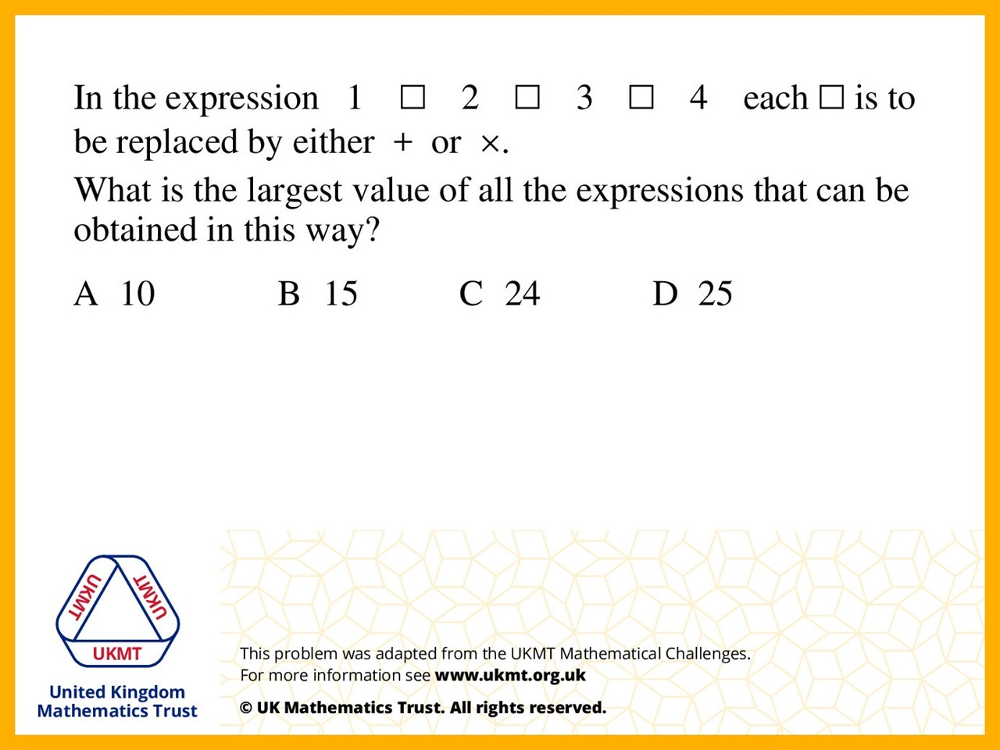 In the expression 1 □ 2 □ 3 □ 4 each □ is to
be replaced by either + or ×.
What is the largest value of all the expressions that can be
obtained in this way?
A 10 B 15 C 24 D 25
UKMT
UKMT
UKMT
United Kingdom
Mathematics Trust
This problem was adapted from the UKMT Mathematical Challenges.
For more information see www.ukmt.org.uk
© UK Mathematics Trust. All rights reserved.